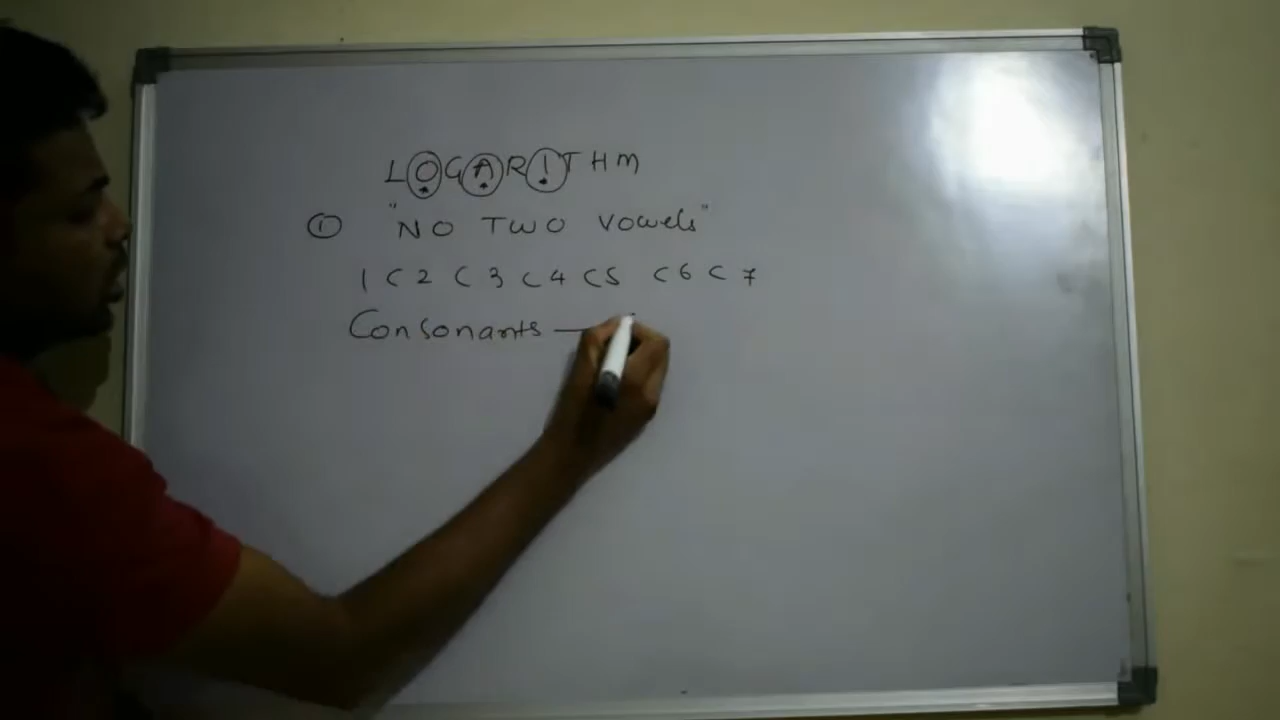 LOGARITHM
① "NO TWO Vowels"
1 C 2 C 3 C 4 C 5 C 6 C 7
Consonants —